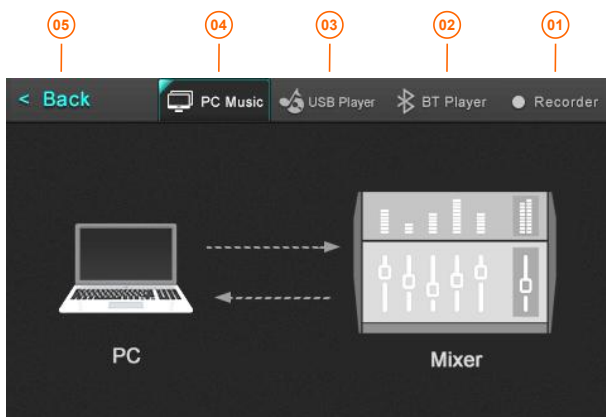 05 04 03 02 01
< Back PC Music USB Player BT Player Recorder
PC Mixer